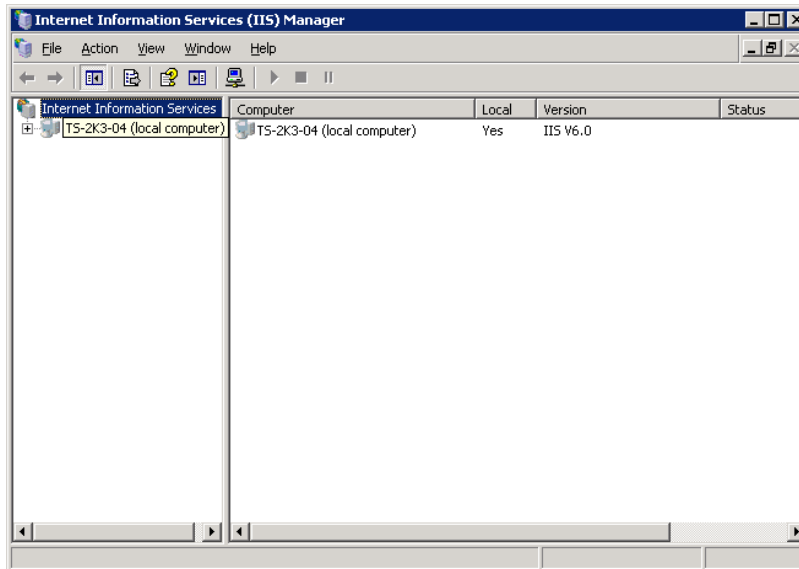 Internet Information Services (IIS) Manager
File Action View Window Help
Internet Information Services
TS-2K3-04 (local computer)
Computer Local Version Status
TS-2K3-04 (local computer) Yes IIS V6.0